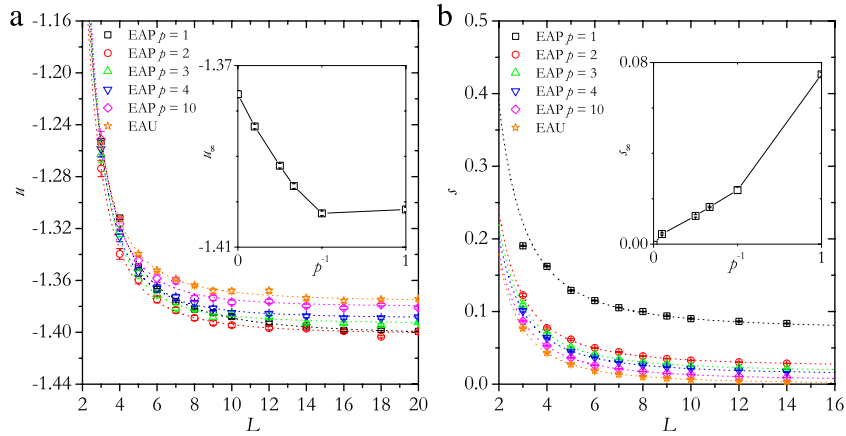 a
-1.16
-1.20
-1.24
-1.28
-1.32
-1.36
-1.40
-1.44
u
2 4 6 8 10 12 14 16 18 20
L
EAP p = 1
EAP p = 2
EAP p = 3
EAP p = 4
EAP p = 10
EAU
-1.37
-1.41
u∞
0 1
p-1
b
0.5
0.4
0.3
0.2
0.1
0.0
s
2 4 6 8 10 12 14 16
L
EAP p = 1
EAP p = 2
EAP p = 3
EAP p = 4
EAP p = 10
EAU
0.08
0.00
s∞
0 1
p-1